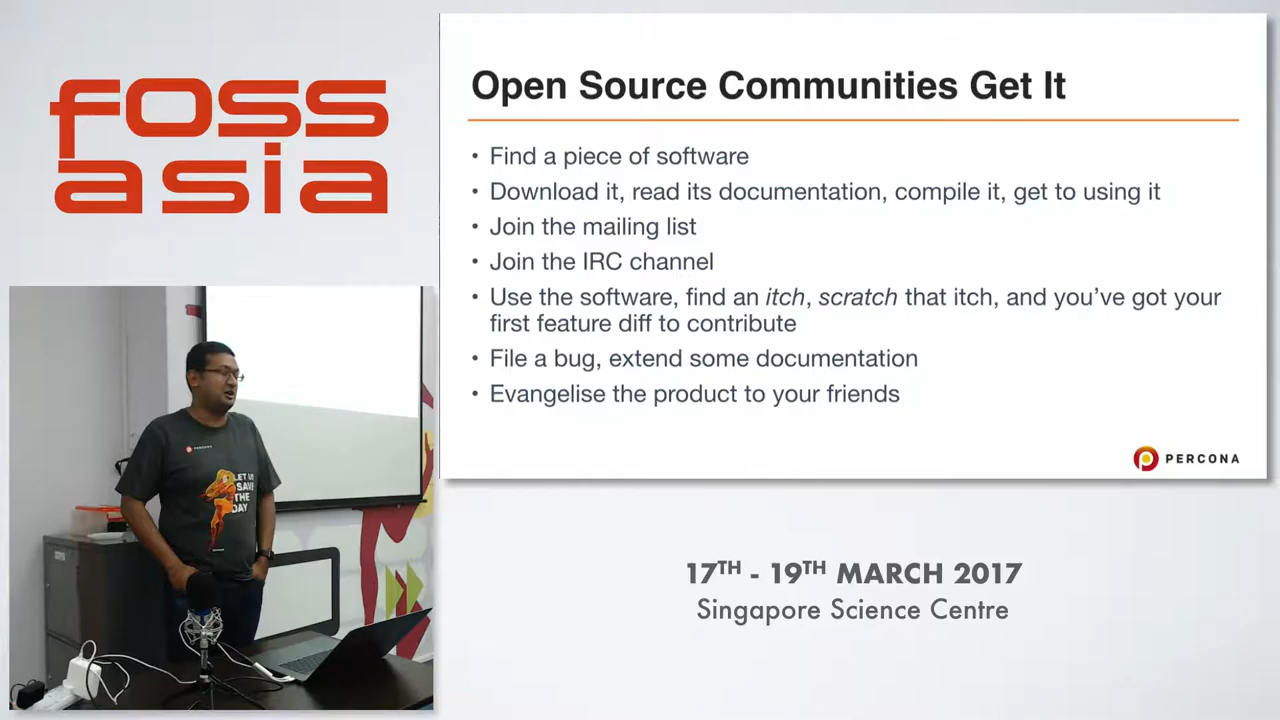 foss
asia
Open Source Communities Get It
• Find a piece of software
• Download it, read its documentation, compile it, get to using it
• Join the mailing list
• Join the IRC channel
• Use the software, find an itch, scratch that itch, and you’ve got your
first feature diff to contribute
• File a bug, extend some documentation
• Evangelise the product to your friends
PERCONA
PERCONA
LET US
SAVE
THE
DAY
17TH - 19TH MARCH 2017
Singapore Science Centre